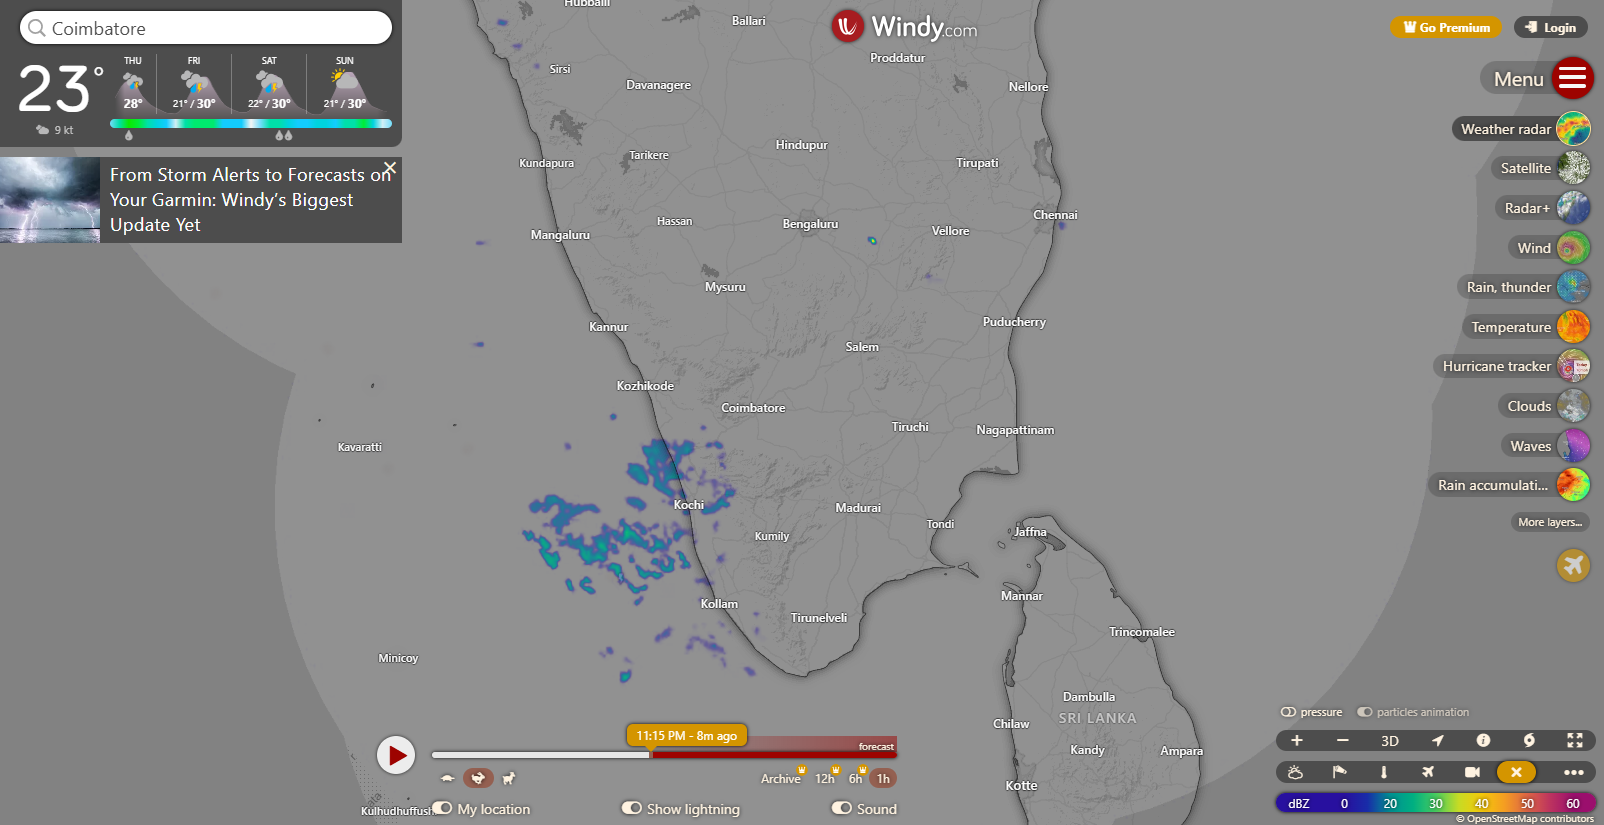 Coimbatore
23°
9 kt
THU
28°
FRI
21° / 30°
SAT
22° / 30°
SUN
21° / 30°
From Storm Alerts to Forecasts on
Your Garmin: Windy's Biggest
Update Yet
Windy.com
Go Premium
Login
Menu
Weather radar
Satellite
Radar+
Wind
Rain, thunder
Temperature
Hurricane tracker
Clouds
Waves
Rain accumulati...
More layers...
Hubballi
Ballari
Proddatur
Sirsi
Davanagere
Nellore
Kundapura
Tarikere
Hindupur
Tirupati
Mangaluru
Hassan
Bengaluru
Vellore
Chennai
Mysuru
Kannur
Puducherry
Salem
Kozhikode
Coimbatore
Tiruchi
Nagapattinam
Kavaratti
Kochi
Madurai
Tondi
Kumily
Jaffna
Kollam
Tirunelveli
Mannar
Trincomalee
Minicoy
Dambulla
Chilaw
SRI LANKA
Kandy
Ampara
Kotte
Kulhudhuffush
11:15 PM - 8m ago
forecast
Archive
12h
6h
1h
My location
Show lightning
Sound
pressure
particles animation
+
−
3D
dBZ 0 20 30 40 50 60
© OpenStreetMap contributors